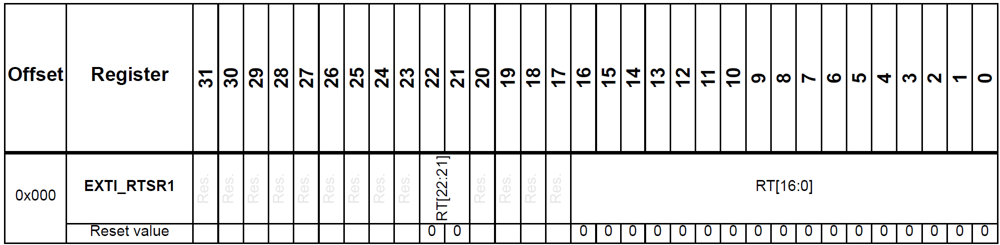 Offset Register 31 30 29 28 27 26 25 24 23 22 21 20 19 18 17 16 15 14 13 12 11 10 9 8 7 6 5 4 3 2 1 0
0x000 EXTI_RTSR1 Res. Res. Res. Res. Res. Res. Res. Res. Res. RT[22:21] Res. Res. Res. Res. RT[16:0]
Reset value 0 0 0 0 0 0 0 0 0 0 0 0 0 0 0 0 0 0 0